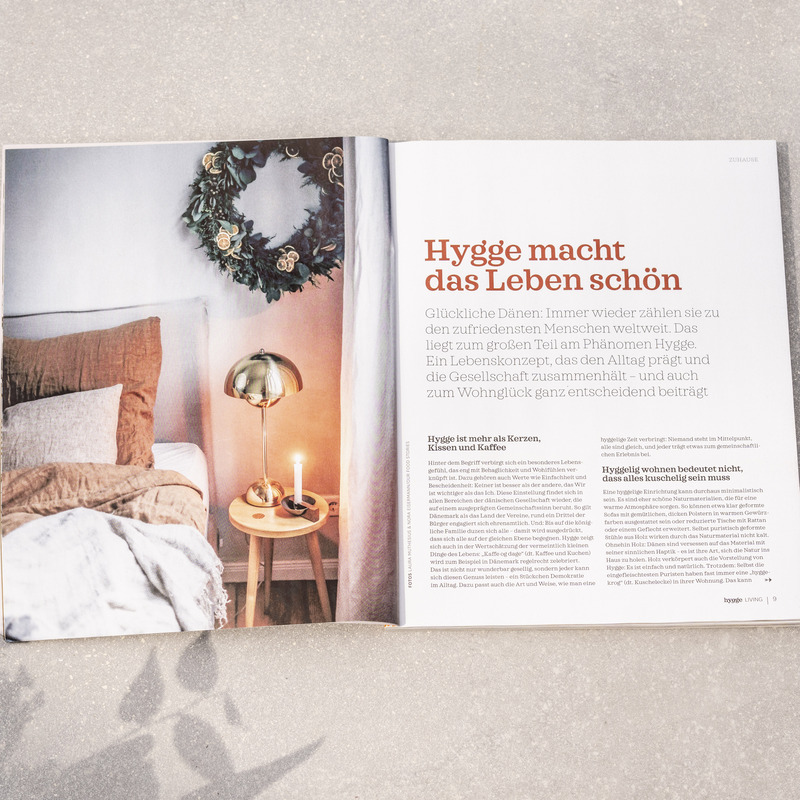 ZUHAUSE
Hygge macht
das Leben schön
Glückliche Dänen: Immer wieder zählen sie zu
den zufriedensten Menschen weltweit. Das
liegt zum großen Teil am Phänomen Hygge.
Ein Lebenskonzept, das den Alltag prägt und
die Gesellschaft zusammenhält – und auch
zum Wohnglück ganz entscheidend beiträgt
Hygge ist mehr als Kerzen,
Kissen und Kaffee
Hinter dem Begriff verbirgt sich ein besonderes Lebens-
gefühl, das eng mit Behaglichkeit und Wohlfühlen ver-
knüpft ist. Dazu gehören auch Werte wie Einfachheit und
Bescheidenheit: Keiner ist besser als der andere, das Wir
ist wichtiger als das Ich. Diese Einstellung findet sich in
allen Bereichen der dänischen Gesellschaft wieder, die
auf einem ausgeprägten Gemeinschaftssinn beruht. So gilt
Dänemark als das Land der Vereine, rund ein Drittel der
Bürger engagiert sich ehrenamtlich. Und: Bis auf die könig-
liche Familie duzen sich alle – damit wird ausgedrückt,
dass sich alle auf der gleichen Ebene begegnen. Hygge zeigt
sich auch in der Wertschätzung der vermeintlich kleinen
Dinge des Lebens: „Kaffe og dage" (dt. Kaffee und Kuchen)
wird zum Beispiel in Dänemark regelrecht zelebriert.
Das ist nicht nur wunderbar gesellig, sondern jeder kann
sich diesen Genuss leisten – ein Stückchen Demokratie
im Alltag. Dazu passt auch die Art und Weise, wie man eine
hyggelige Zeit verbringt: Niemand steht im Mittelpunkt,
alle sind gleich, und jeder trägt etwas zum gemeinschaftli-
chen Erlebnis bei.
Hyggelig wohnen bedeutet nicht,
dass alles kuschelig sein muss
Eine hyggelige Einrichtung kann durchaus minimalistisch
sein. Es sind eher schöne Naturmaterialien, die für eine
warme Atmosphäre sorgen. So können etwa klar geformte
Sofas mit gemütlichen, dicken Polstern in warmen Gewürz-
farben ausgestattet sein oder reduzierte Tische mit Rattan
oder einem Geflecht erweitert. Selbst puristisch geformte
Stühle aus Holz wirken durch das Naturmaterial nicht kalt.
Ohnehin Holz: Dänen sind versessen auf das Material mit
seiner sinnlichen Haptik – es ist ihre Art, sich die Natur ins
Haus zu holen. Holz verkörpert auch die Einstellung von
Hygge: Es ist einfach und natürlich. Trotzdem: Selbst die
eingefleischtesten Puristen haben fast immer eine „hygge-
krog" (dt. Kuschelecke) in ihrer Wohnung. Das kann
hygge LIVING | 9